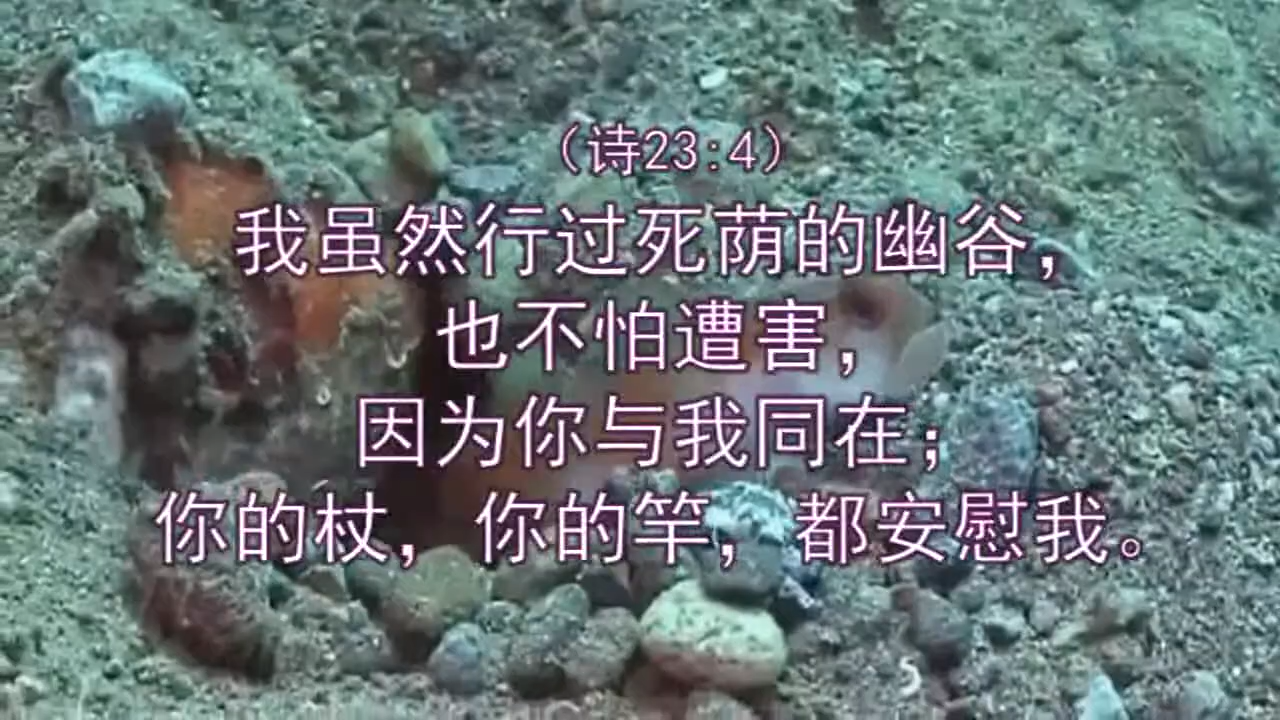 （诗23:4）
我虽然行过死荫的幽谷，
也不怕遭害，
因为你与我同在；
你的杖，你的竿，都安慰我。